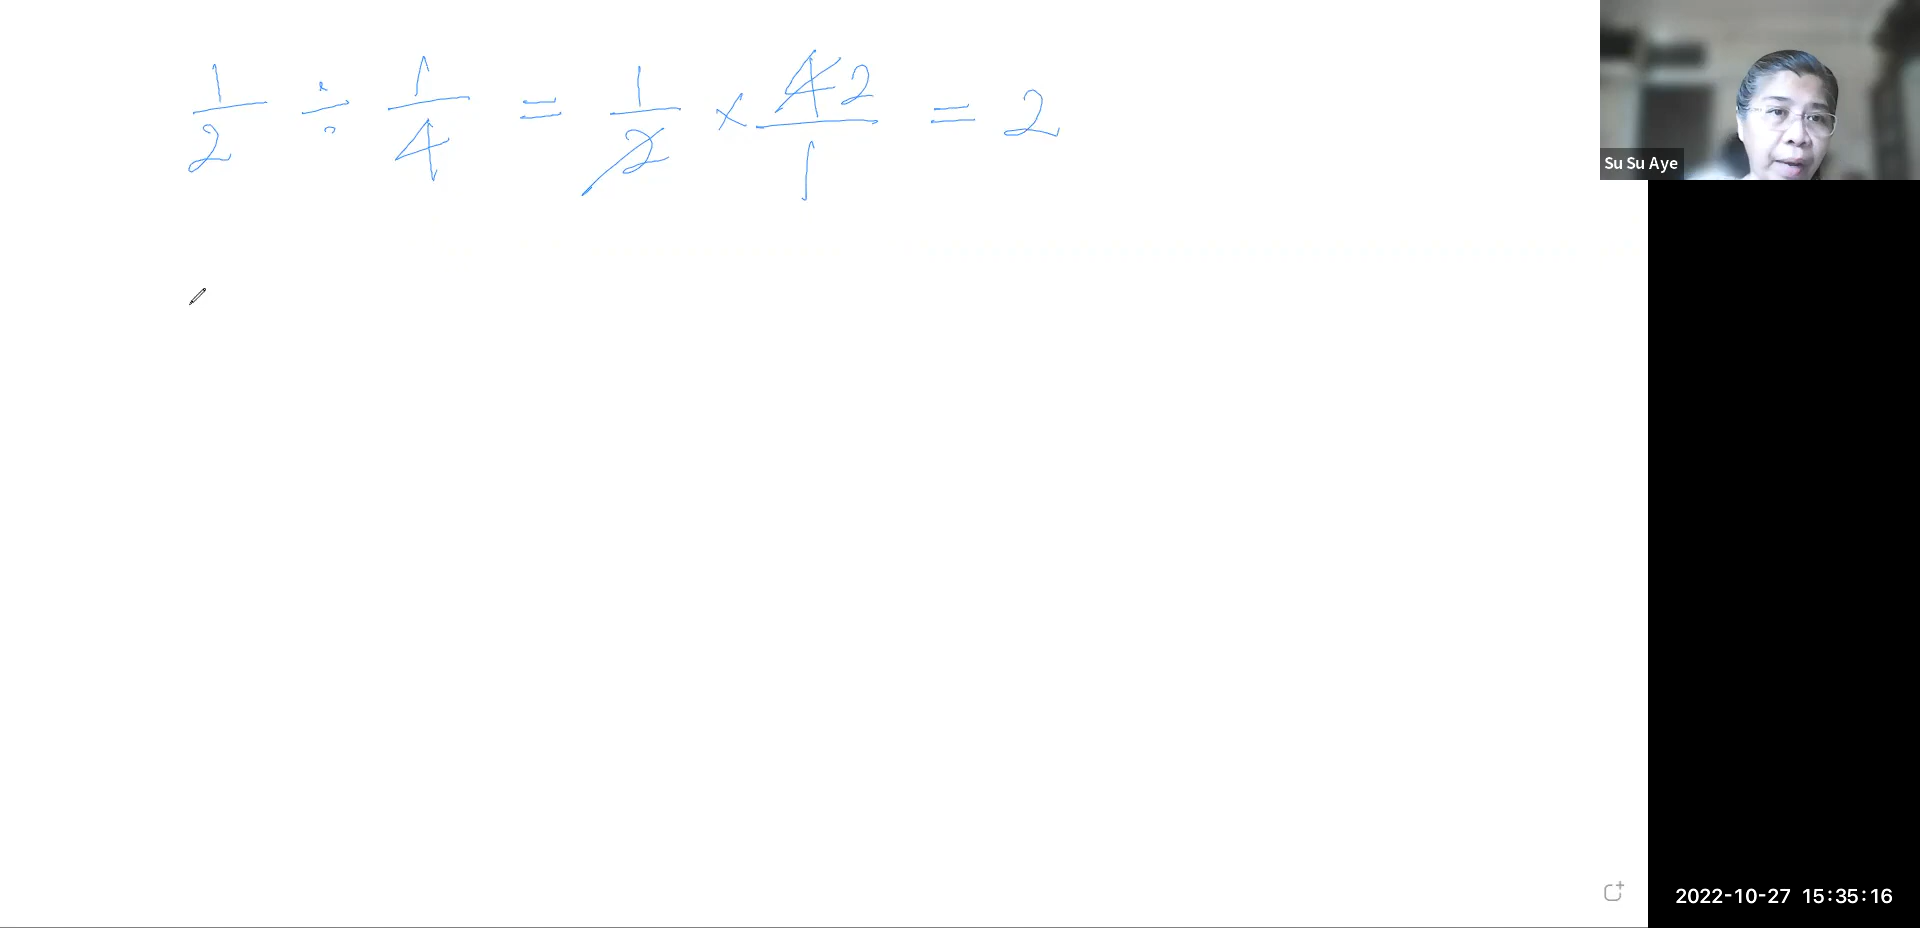 1/2 ÷ 1/4 = 1/2 × 4 2/1 = 2
Su Su Aye
2022-10-27 15:35:16